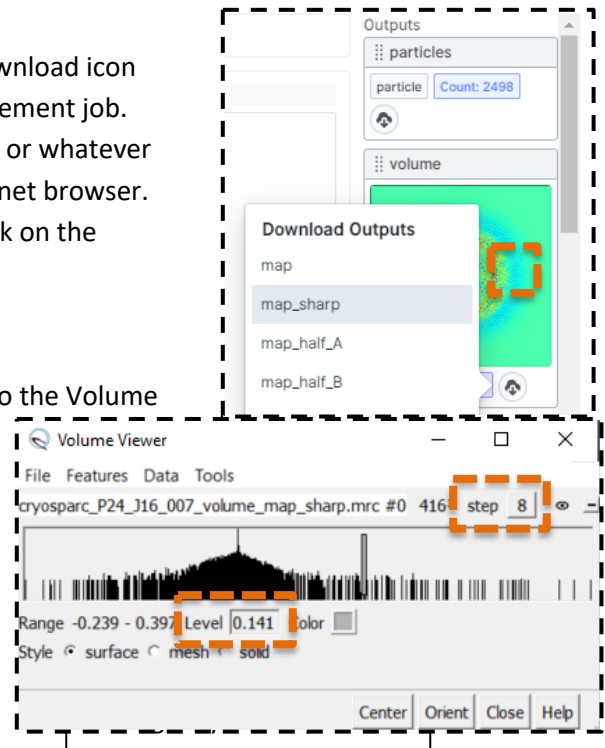 wnload icon
ement job.
or whatever
net browser.
k on the
o the Volume
Outputs
particles
particle Count: 2498
volume
Download Outputs
map
map_sharp
map_half_A
map_half_B
Volume Viewer
File Features Data Tools
cryosparc_P24_J16_007_volume_map_sharp.mrc #0 416 step 8
Range -0.239 - 0.397 Level 0.141 Color
Style surface mesh solid
Center Orient Close Help